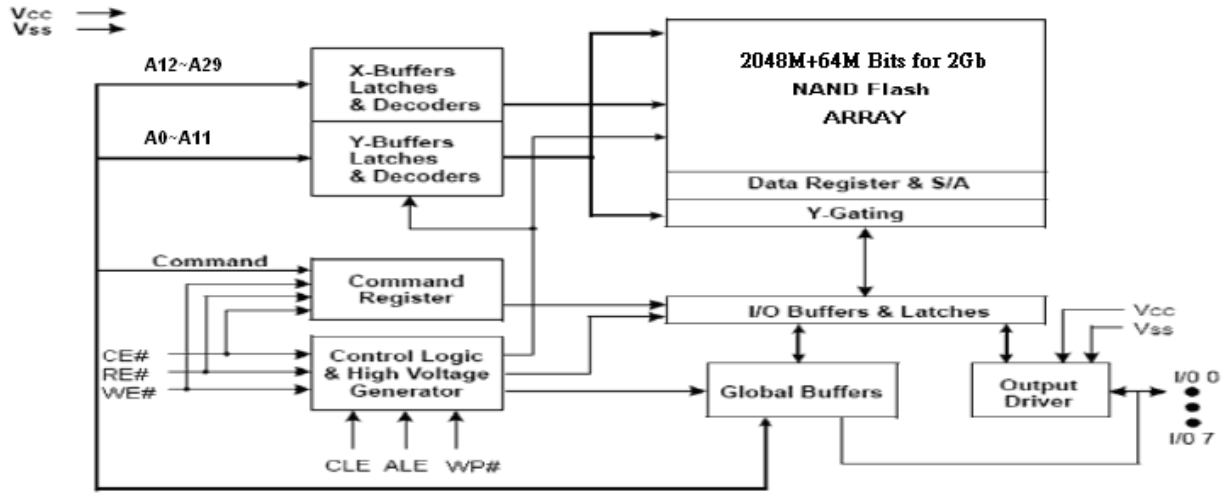 Vcc
Vss
A12~A29
A0~A11
X-Buffers
Latches
& Decoders
Y-Buffers
Latches
& Decoders
2048M+64M Bits for 2Gb
NAND Flash
ARRAY
Data Register & S/A
Y-Gating
Command
Command
Register
I/O Buffers & Latches
Vcc
Vss
CE#
RE#
WE#
Control Logic
& High Voltage
Generator
Global Buffers
Output
Driver
I/0 0
I/0 7
CLE ALE WP#